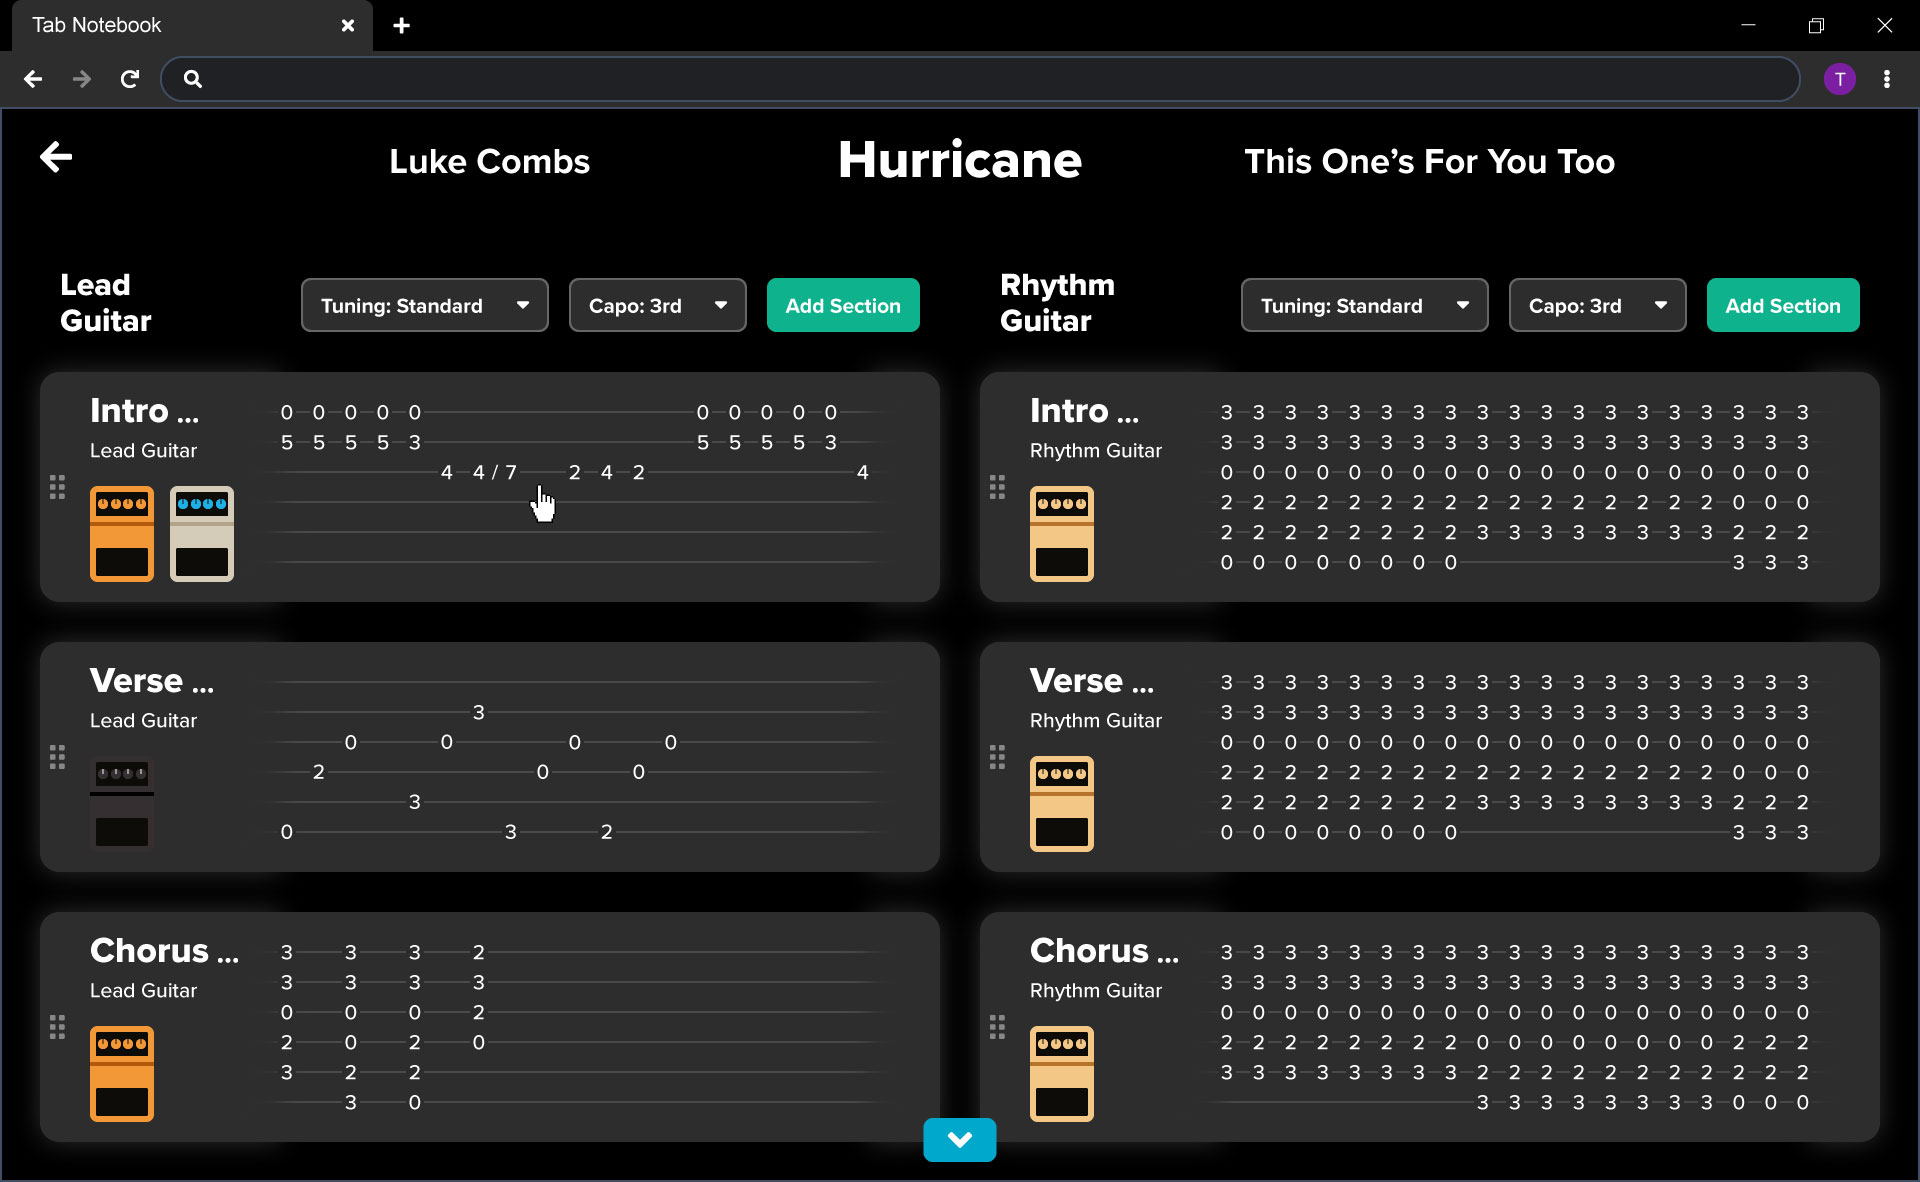 Tab Notebook
T
Luke Combs
Hurricane
This One’s For You Too
Lead
Guitar
Tuning: Standard
Capo: 3rd
Add Section
Rhythm
Guitar
Tuning: Standard
Capo: 3rd
Add Section
Intro ...
Lead Guitar
0 0 0 0 0 0 0 0 0 0
5 5 5 5 3 5 5 5 5 3
4 4 / 7 2 4 2 4
Intro ...
Rhythm Guitar
3 3 3 3 3 3 3 3 3 3 3 3 3 3 3 3 3 3 3
3 3 3 3 3 3 3 3 3 3 3 3 3 3 3 3 3 3 3
0 0 0 0 0 0 0 0 0 0 0 0 0 0 0 0 0 0 0
2 2 2 2 2 2 2 2 2 2 2 2 2 2 2 2 0 0 0
2 2 2 2 2 2 2 2 3 3 3 3 3 3 3 3 2 2 2
0 0 0 0 0 0 0 0 3 3 3
Verse ...
Lead Guitar
3
0 0 0 0
2 0 0
3
0 3 2
Verse ...
Rhythm Guitar
3 3 3 3 3 3 3 3 3 3 3 3 3 3 3 3 3 3 3
3 3 3 3 3 3 3 3 3 3 3 3 3 3 3 3 3 3 3
0 0 0 0 0 0 0 0 0 0 0 0 0 0 0 0 0 0 0
2 2 2 2 2 2 2 2 2 2 2 2 2 2 2 2 0 0 0
2 2 2 2 2 2 2 2 3 3 3 3 3 3 3 3 2 2 2
0 0 0 0 0 0 0 0 3 3 3
Chorus ...
Lead Guitar
3 3 3 2
3 3 3 3
0 0 0 2
2 0 2 0
3 2 2
3 0
Chorus ...
Rhythm Guitar
3 3 3 3 3 3 3 3 3 3 3 3 3 3 3 3 3 3 3
3 3 3 3 3 3 3 3 3 3 3 3 3 3 3 3 3 3 3
0 0 0 0 0 0 0 0 0 0 0 0 0 0 0 0 0 0 0
2 2 2 2 2 2 2 2 0 0 0 0 0 0 0 0 2 2 2
3 3 3 3 3 3 3 3 2 2 2 2 2 2 2 2 2 2 2
3 3 3 3 3 3 3 3 0 0 0